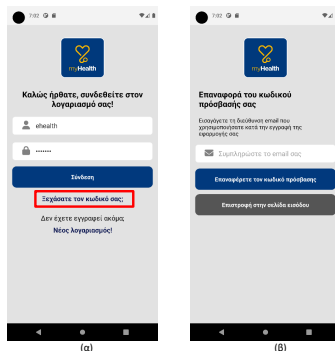 7:02
myHealth
Καλώς ήρθατε, συνδεθείτε στον
λογαριασμό σας!
ehealth
Σύνδεση
Ξεχάσατε τον κωδικό σας;
Δεν έχετε εγγραφεί ακόμα;
Νέος λογαριασμός!
(α)
7:02
myHealth
Επαναφορά του κωδικού
πρόσβασής σας
Εισαγάγετε τη διεύθυνση email που
χρησιμοποιήσατε κατά την εγγραφή της
εφαρμογής σας
Συμπληρώστε το email σας
Επαναφέρετε τον κωδικό πρόσβασης
Επιστροφή στην σελίδα εισόδου
(β)